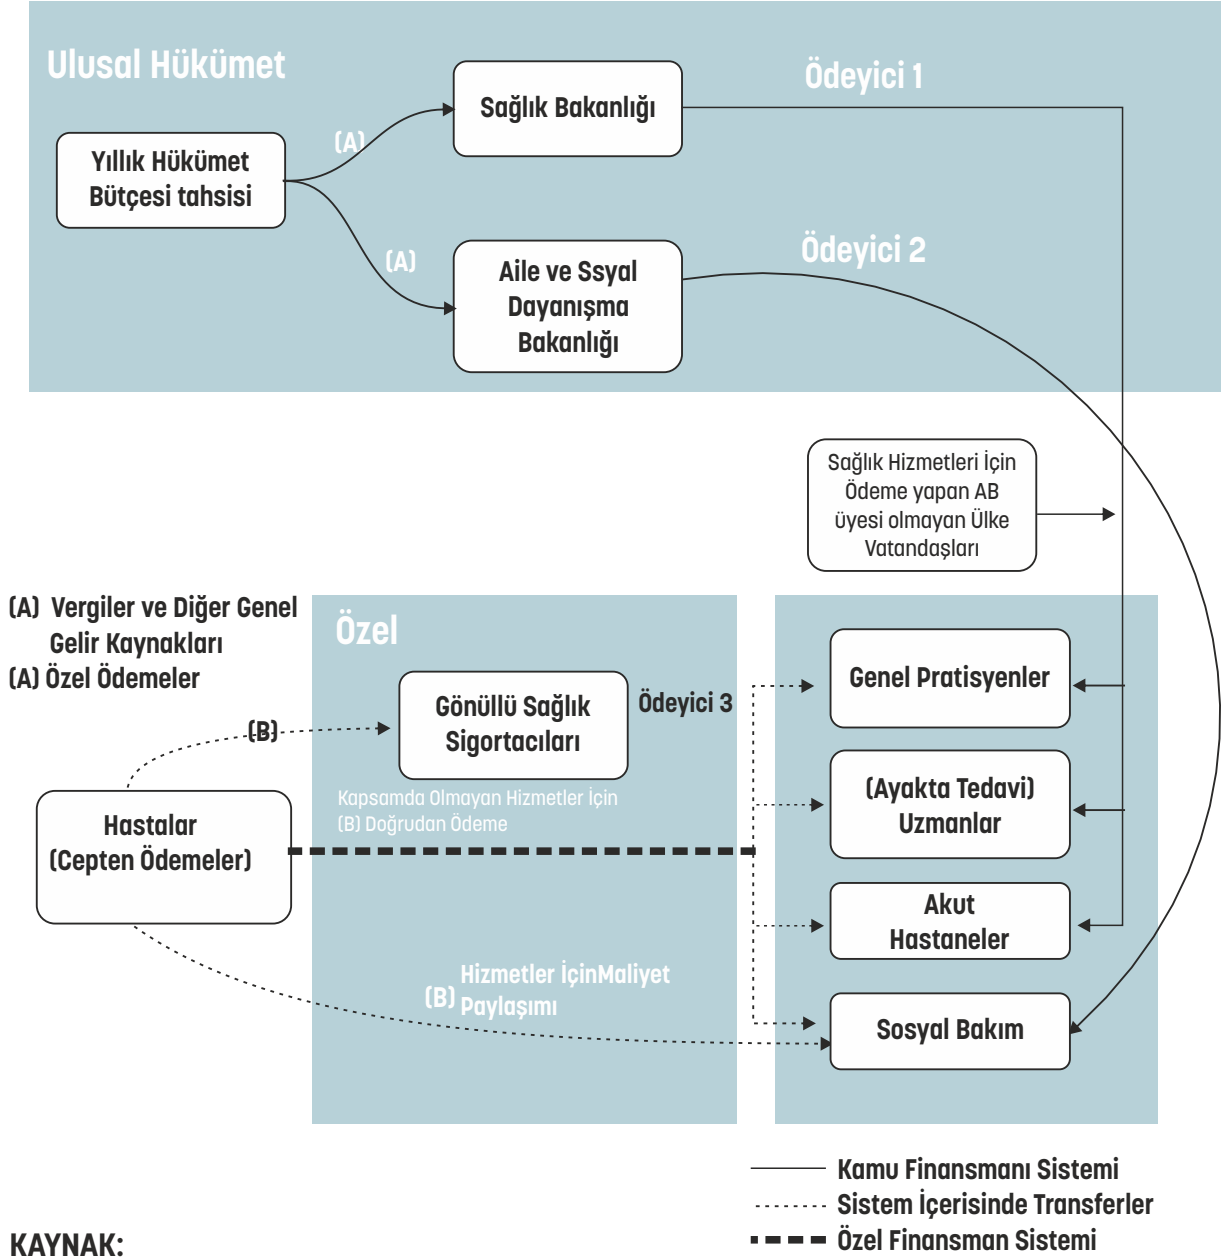 Ulusal Hükümet
Ödeyici 1
Sağlık Bakanlığı
(A)
Yıllık Hükümet
Bütçesi tahsisi
(A)
Ödeyici 2
Aile ve Ssyal
Dayanışma
Bakanlığı
Sağlık Hizmetleri İçin
Ödeme yapan AB
üyesi olmayan Ülke
Vatandaşları
(A) Vergiler ve Diğer Genel
Gelir Kaynakları
(A) Özel Ödemeler
Özel
Gönüllü Sağlık
Sigortacıları
Ödeyici 3
(B)
Kapsamda Olmayan Hizmetler İçin
(B) Doğrudan Ödeme
Hastalar
(Cepten Ödemeler)
(B) Hizmetler İçinMaliyet
Paylaşımı
Genel Pratisyenler
(Ayakta Tedavi)
Uzmanlar
Akut
Hastaneler
Sosyal Bakım
Kamu Finansmanı Sistemi
Sistem İçerisinde Transferler
Özel Finansman Sistemi
KAYNAK: